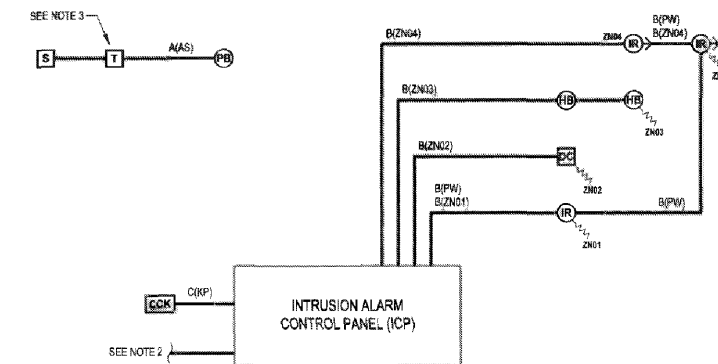 SEE NOTE 3
S
T
A(AS)
PB
B(ZN04)
ZN04
IR
B(PW)
B(ZN04)
IR
B(ZN03)
HB
HB
ZN03
B(ZN02)
DC
ZN02
B(PW)
B(ZN01)
IR
ZN01
B(PW)
CCK
C(KP)
INTRUSION ALARM
CONTROL PANEL (ICP)
SEE NOTE 2